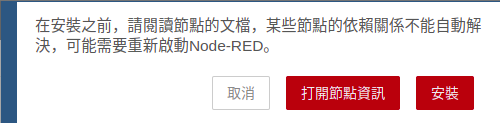 在安裝之前，請閱讀節點的文檔，某些節點的依賴關係不能自動解
決，可能需要重新啟動Node-RED。
取消
打開節點資訊
安裝